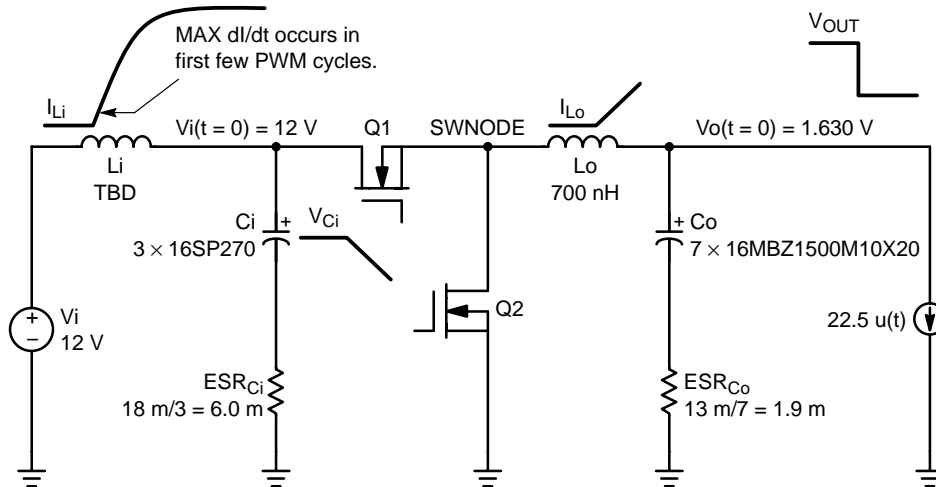 MAX dI/dt occurs in
first few PWM cycles.
VOUT
ILi
Vi(t = 0) = 12 V
Q1
SWNODE
ILo
Vo(t = 0) = 1.630 V
Li
TBD
Lo
700 nH
Ci
3 × 16SP270
+
VCi
+
Co
7 × 16MBZ1500M10X20
Q2
+
−
Vi
12 V
22.5 u(t)
ESRCi
18 m/3 = 6.0 m
ESRCo
13 m/7 = 1.9 m